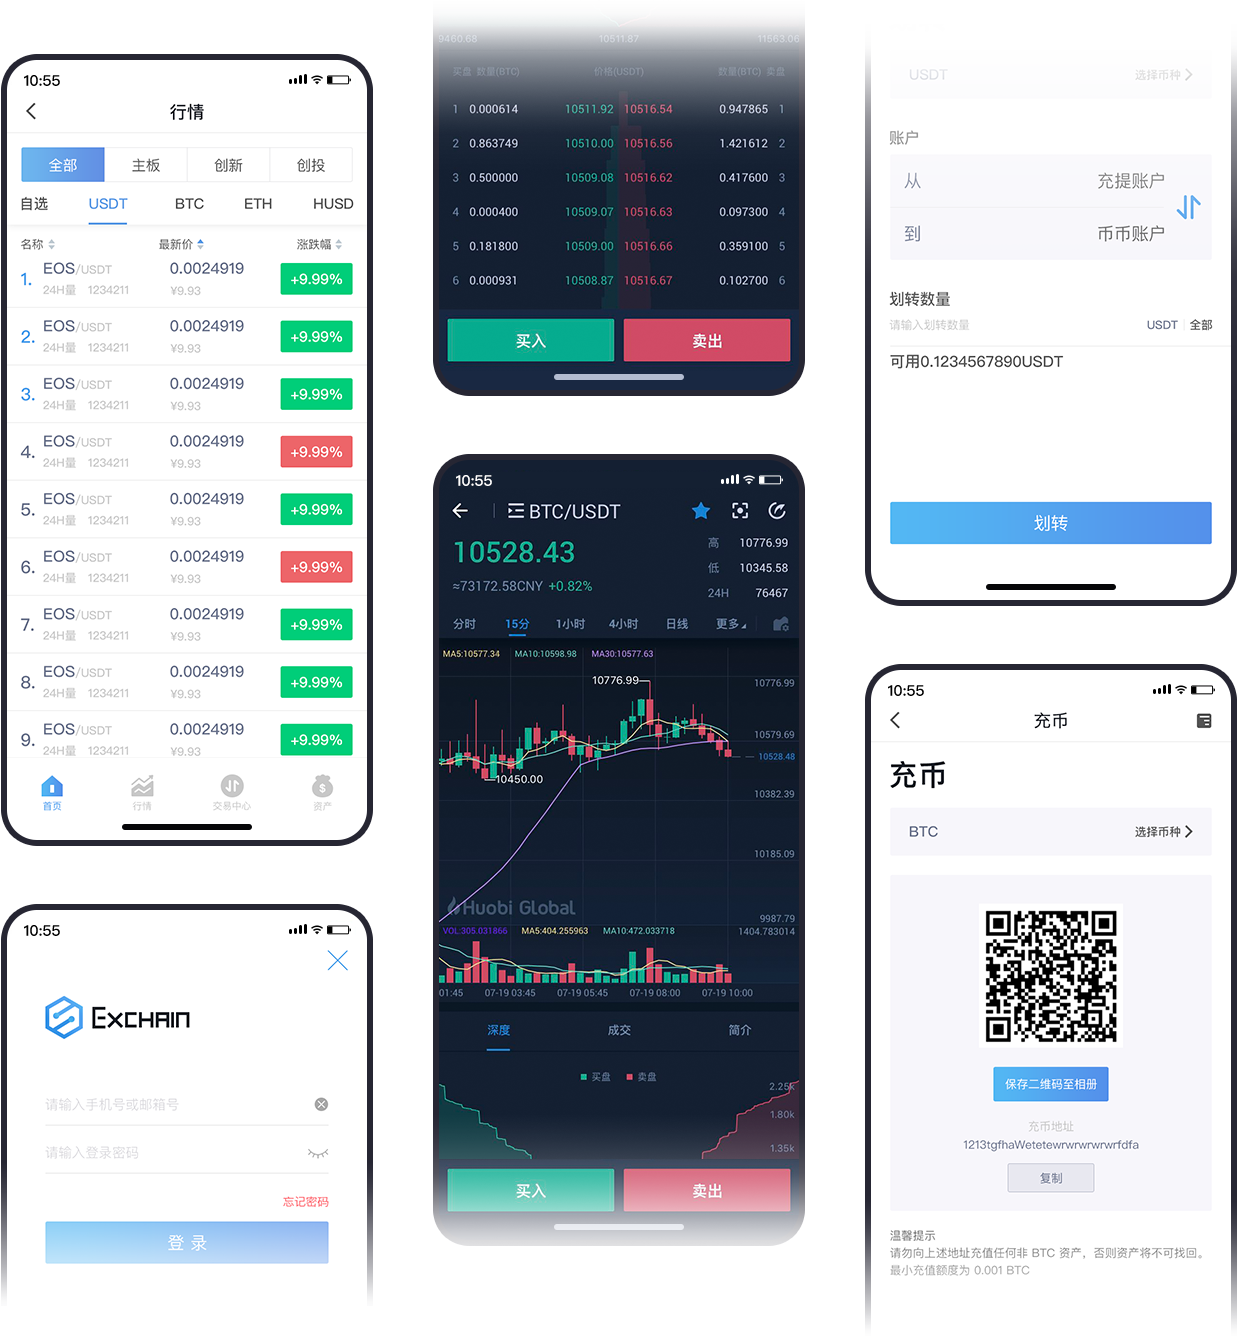 10:55
行情
全部 主板 创新 创投
自选 USDT BTC ETH HUSD
名称 最新价 涨跌幅
1. EOS/USDT 0.0024919 +9.99%
24H量 1234211 ¥9.93
2. EOS/USDT 0.0024919 +9.99%
24H量 1234211 ¥9.93
3. EOS/USDT 0.0024919 +9.99%
24H量 1234211 ¥9.93
4. EOS/USDT 0.0024919 +9.99%
24H量 1234211 ¥9.93
5. EOS/USDT 0.0024919 +9.99%
24H量 1234211 ¥9.93
6. EOS/USDT 0.0024919 +9.99%
24H量 1234211 ¥9.93
7. EOS/USDT 0.0024919 +9.99%
24H量 1234211 ¥9.93
8. EOS/USDT 0.0024919 +9.99%
24H量 1234211 ¥9.93
9. EOS/USDT 0.0024919 +9.99%
24H量 1234211 ¥9.93
首页 行情 交易中心 资产
10:55
EXCHAIN
请输入手机号或邮箱号
请输入登录密码
忘记密码
登 录
9460.68 10511.87 11563.06
买盘 数量(BTC) 价格(USDT) 数量(BTC) 卖盘
1 0.000614 10511.92 10516.54 0.947865 1
2 0.863749 10510.00 10516.56 1.421612 2
3 0.500000 10509.08 10516.62 0.417600 3
4 0.000400 10509.07 10516.63 0.097300 4
5 0.181800 10509.00 10516.66 0.359100 5
6 0.000931 10508.87 10516.67 0.102700 6
买入 卖出
10:55
BTC/USDT
10528.43
≈73172.58CNY +0.82%
高 10776.99
低 10345.58
24H 76467
分时 15分 1小时 4小时 日线 更多
MA5:10577.34 MA10:10598.98 MA30:10577.63
10776.99 10776.99
10579.69
10528.48
10450.00
10382.39
10185.09
Huobi Global
9987.79
VOL:305.031866 MA5:404.255963 MA10:472.033718 1404.783014
01:45 07-19 03:45 07-19 05:45 07-19 08:00 07-19 10:00
深度 成交 简介
买盘 卖盘
2.25k
1.80k
1.35k
买入 卖出
USDT 选择币种
账户
从 充提账户
到 币币账户
划转数量
请输入划转数量 USDT 全部
可用0.1234567890USDT
划转
10:55
充币
充币
BTC 选择币种
保存二维码至相册
充币地址
1213tgfhaWetetewrwrwrwrwrfdfa
复制
温馨提示
请勿向上述地址充值任何非 BTC 资产，否则资产将不可找回。
最小充值额度为 0.001 BTC